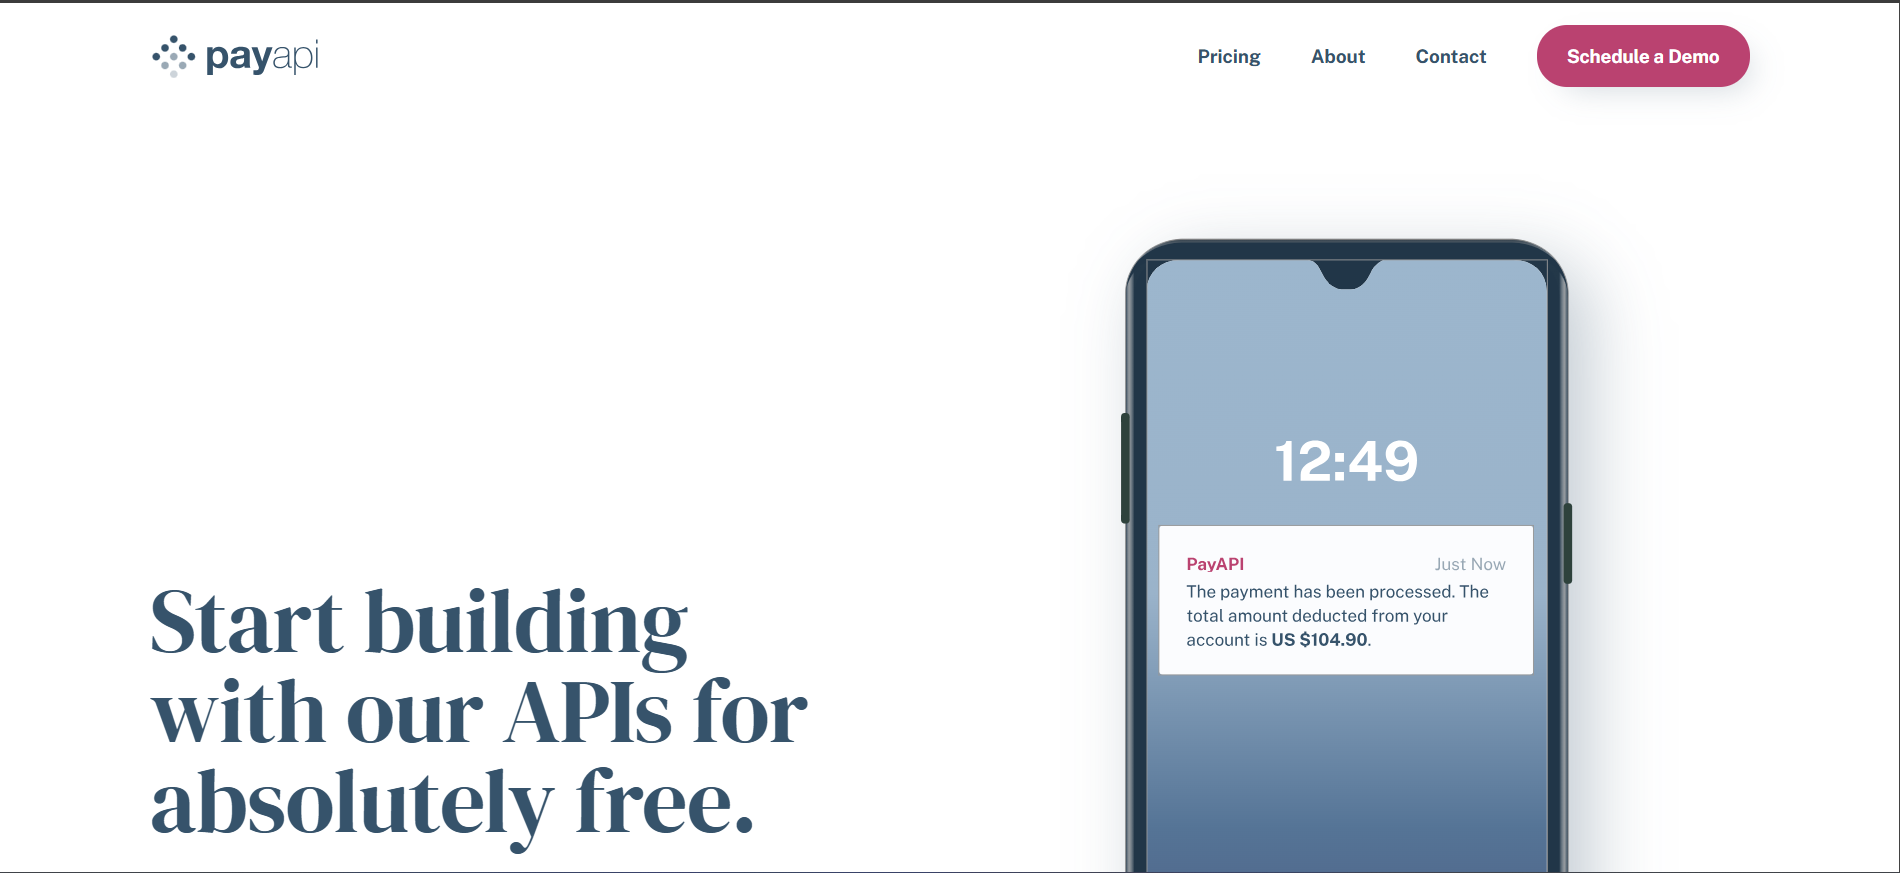 payapi
Pricing
About
Contact
Schedule a Demo
Start building
with our APIs for
absolutely free.
12:49
PayAPI
Just Now
The payment has been processed. The
total amount deducted from your
account is US $104.90.